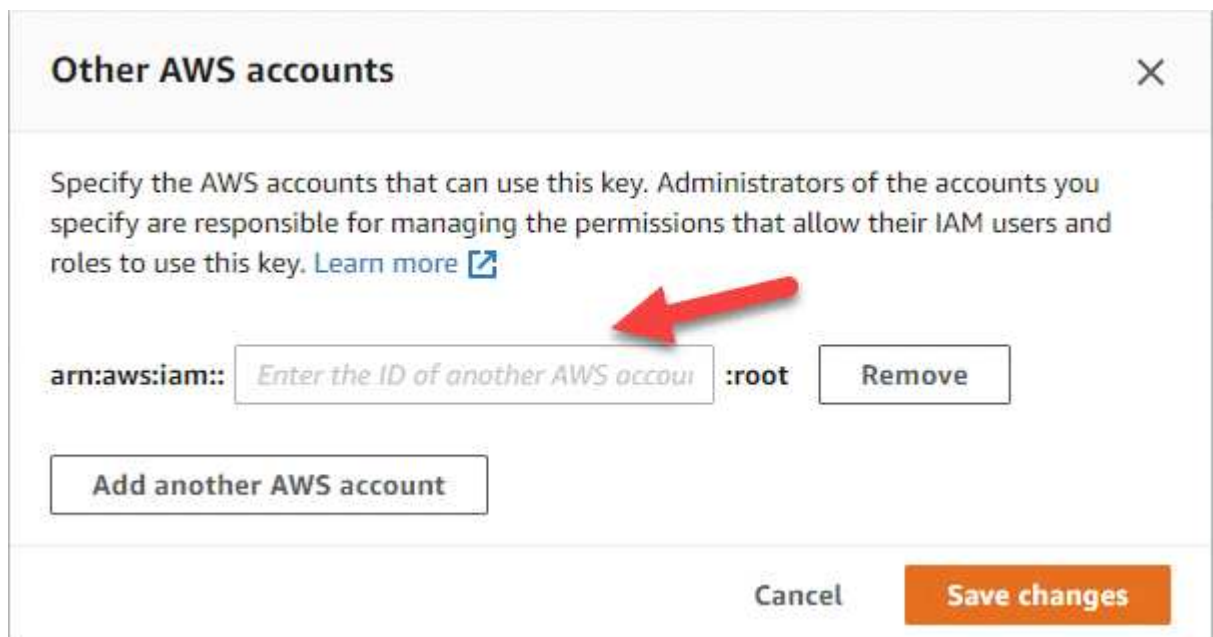 Other AWS accounts
Specify the AWS accounts that can use this key. Administrators of the accounts you
specify are responsible for managing the permissions that allow their IAM users and
roles to use this key. Learn more
arn:aws:iam:: Enter the ID of another AWS accou :root Remove
Add another AWS account
Cancel Save changes